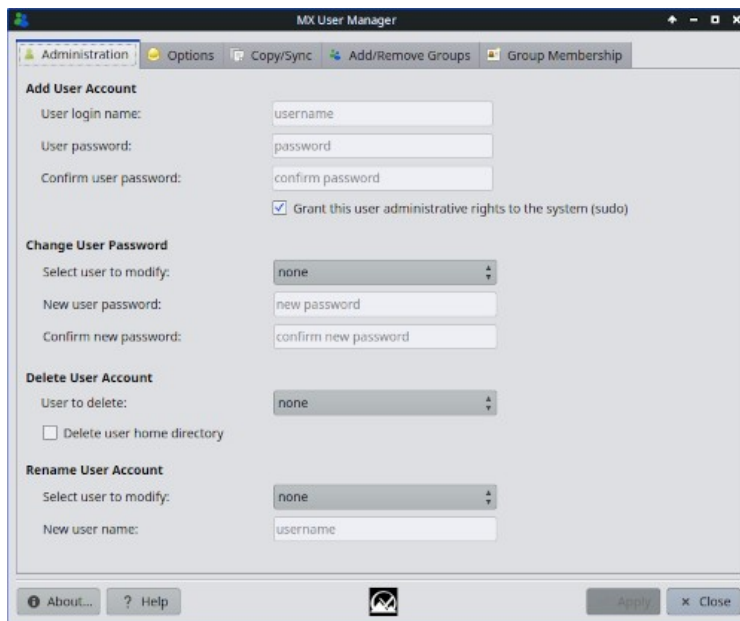 MX User Manager
Administration Options Copy/Sync Add/Remove Groups Group Membership
Add User Account
User login name: username
User password: password
Confirm user password: confirm password
Grant this user administrative rights to the system (sudo)
Change User Password
Select user to modify: none
New user password: new password
Confirm new password: confirm new password
Delete User Account
User to delete: none
Delete user home directory
Rename User Account
Select user to modify: none
New user name: username
About... ? Help Apply Close